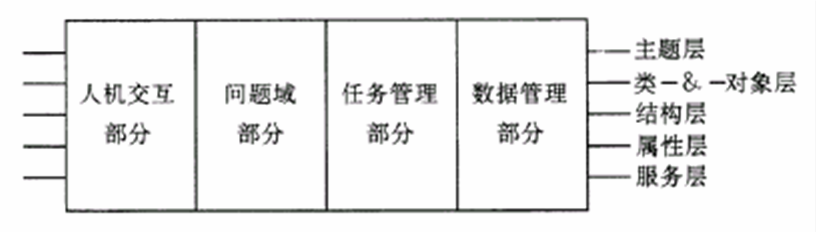 人机交互
部分
问题域
部分
任务管理
部分
数据管理
部分
主题层
类-&-对象层
结构层
属性层
服务层